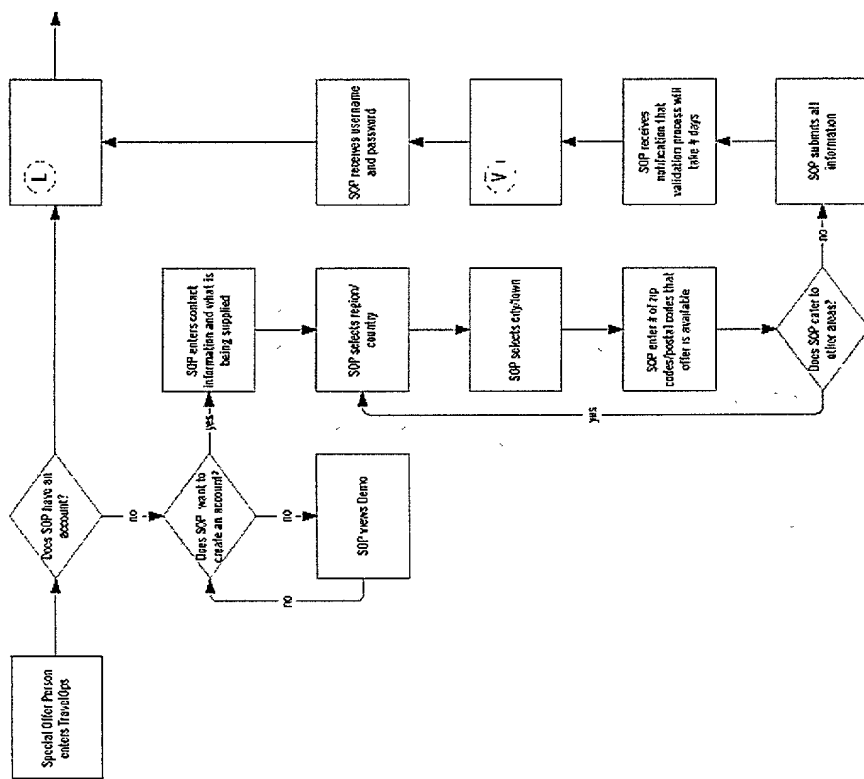 Special Offer Person
enters TravelOps
Does SOP have an
account?
no
L
Does SOP want to
create an account?
yes
no
no
SOP views Demo
SOP enters contact
information and what is
being supplied
SOP selects region/
country
SOP selects city/town
SOP enter # of zip
codes/postal codes that
offer is available
Does SOP cater to
other areas?
yes
no
SOP submits all
information
SOP receives
notification that
validation process will
take # days
V
SOP receives username
and password